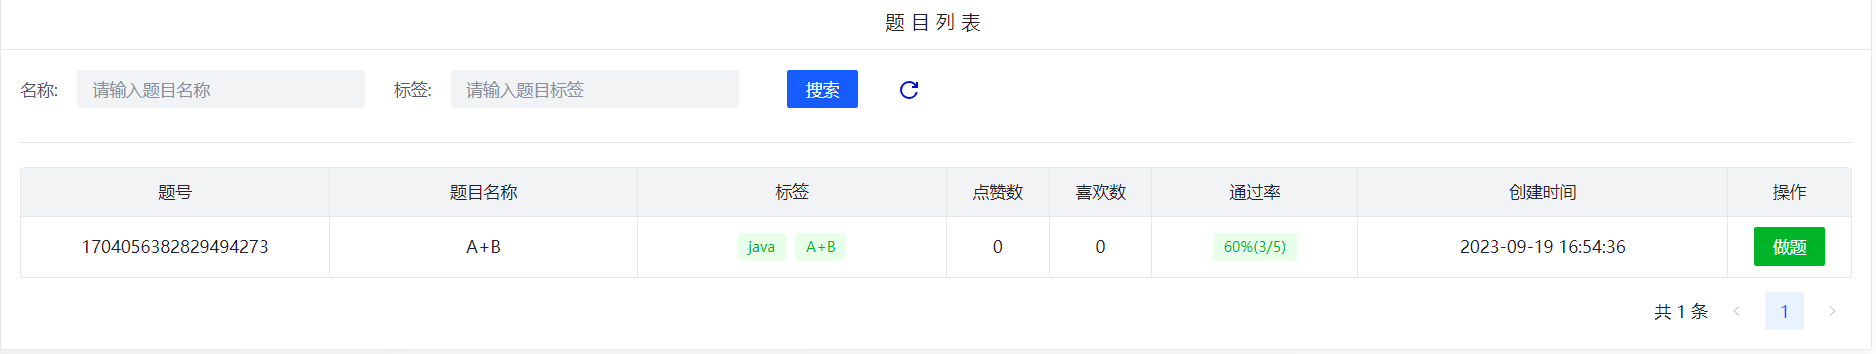 题目列表
名称: 请输入题目名称 标签: 请输入题目标签 搜索
题号 题目名称 标签 点赞数 喜欢数 通过率 创建时间 操作
1704056382829494273 A+B java A+B 0 0 60%(3/5) 2023-09-19 16:54:36 做题
共 1 条 1